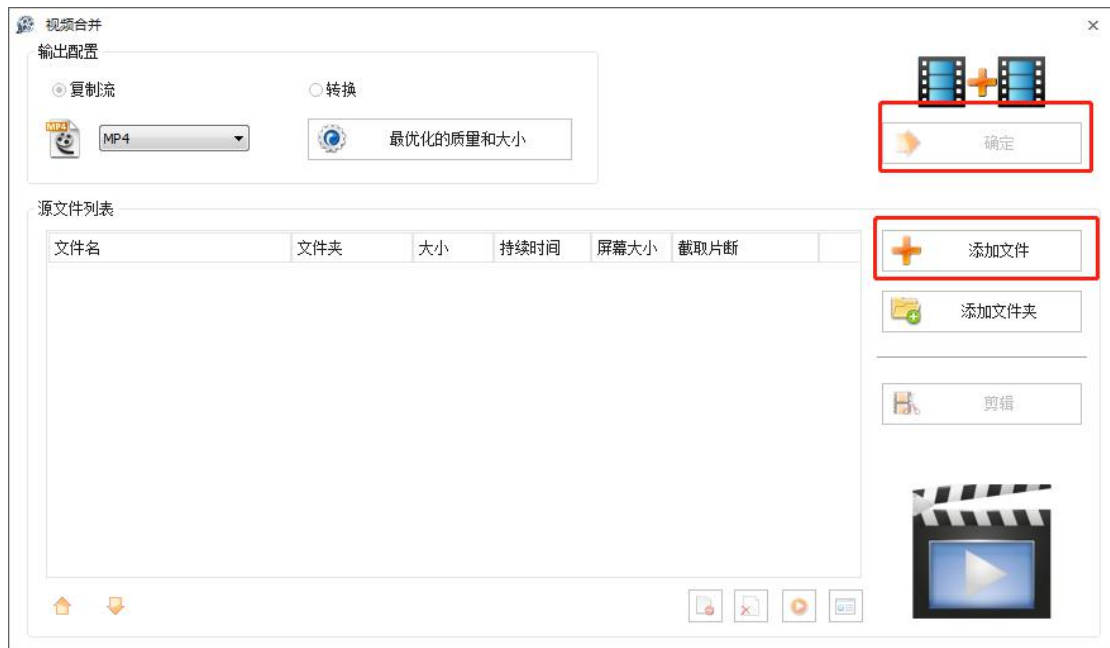 视频合并
输出配置
复制流
转换
确定
MP4
MP4
最优化的质量和大小
源文件列表
文件名 文件夹 大小 持续时间 屏幕大小 截取片断
添加文件
添加文件夹
剪辑